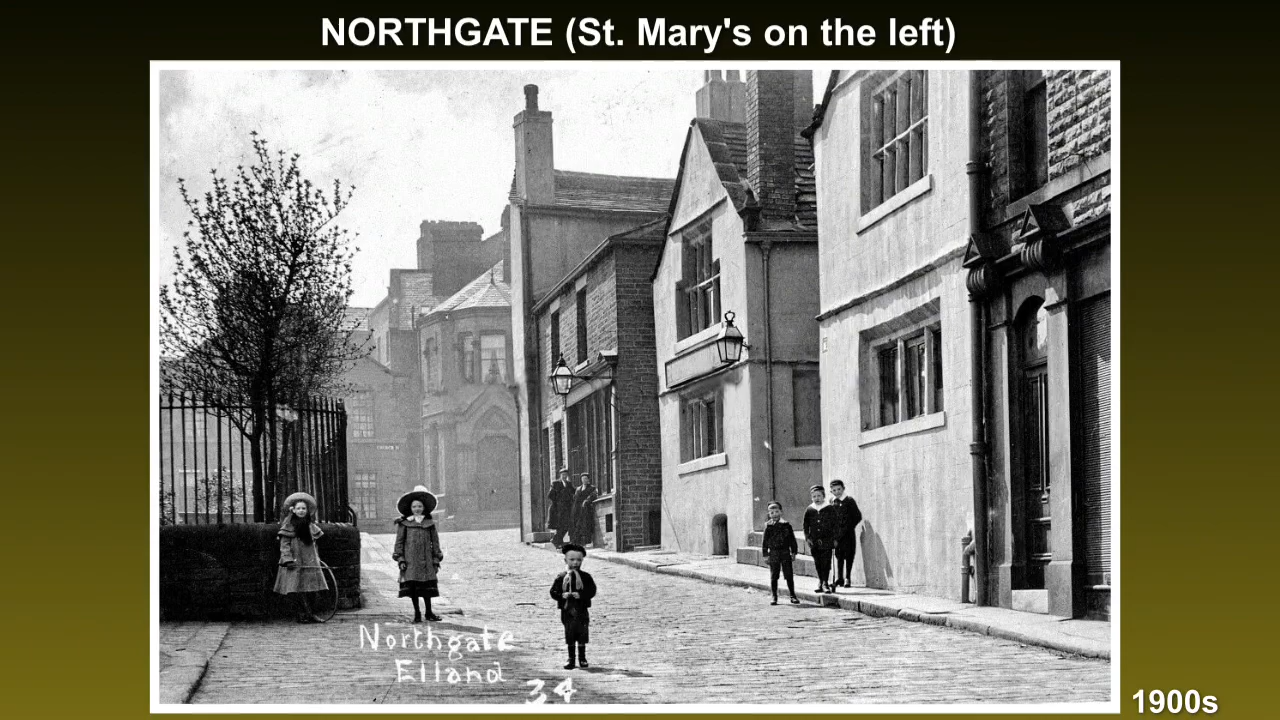 NORTHGATE (St. Mary's on the left)
Northgate
Elland
34
1900s